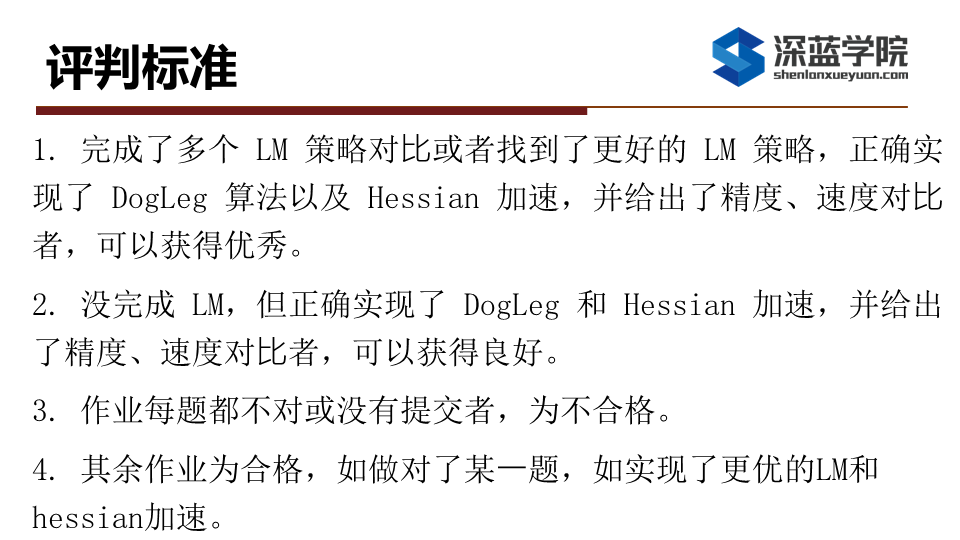 评判标准
深蓝学院
shenlanxueyuan.com
1. 完成了多个 LM 策略对比或者找到了更好的 LM 策略，正确实
现了 DogLeg 算法以及 Hessian 加速，并给出了精度、速度对比
者，可以获得优秀。
2. 没完成 LM，但正确实现了 DogLeg 和 Hessian 加速，并给出
了精度、速度对比者，可以获得良好。
3. 作业每题都不对或没有提交者，为不合格。
4. 其余作业为合格，如做对了某一题，如实现了更优的LM和
hessian加速。